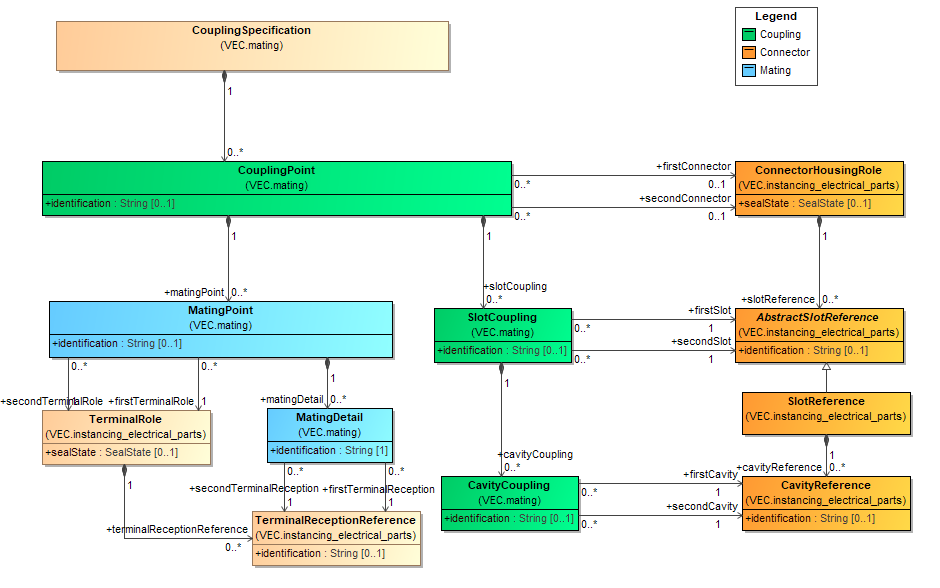 CouplingSpecification
(VEC.mating)
Legend
Coupling
Connector
Mating
1
0..*
CouplingPoint
(VEC.mating)
+identification : String [0..1]
+firstConnector
0..*
0..1
+secondConnector
0..*
0..1
ConnectorHousingRole
(VEC.instancing_electrical_parts)
+sealState : SealState [0..1]
1
1
1
+matingPoint
0..*
+slotCoupling
0..*
+slotReference
0..*
MatingPoint
(VEC.mating)
+identification : String [0..1]
SlotCoupling
(VEC.mating)
+identification : String [0..1]
+firstSlot
0..*
1
+secondSlot
0..*
1
AbstractSlotReference
(VEC.instancing_electrical_parts)
+identification : String [0..1]
0..*
0..*
1
+secondTerminalRole
1
+firstTerminalRole
1
+matingDetail
0..*
1
SlotReference
(VEC.instancing_electrical_parts)
TerminalRole
(VEC.instancing_electrical_parts)
+sealState : SealState [0..1]
MatingDetail
(VEC.mating)
+identification : String [1]
+cavityCoupling
0..*
1
+cavityReference
0..*
1
0..*
0..*
+secondTerminalReception
1
+firstTerminalReception
1
CavityCoupling
(VEC.mating)
+identification : String [0..1]
+firstCavity
0..*
1
+secondCavity
0..*
1
CavityReference
(VEC.instancing_electrical_parts)
+identification : String [0..1]
+terminalReceptionReference
0..*
TerminalReceptionReference
(VEC.instancing_electrical_parts)
+identification : String [0..1]